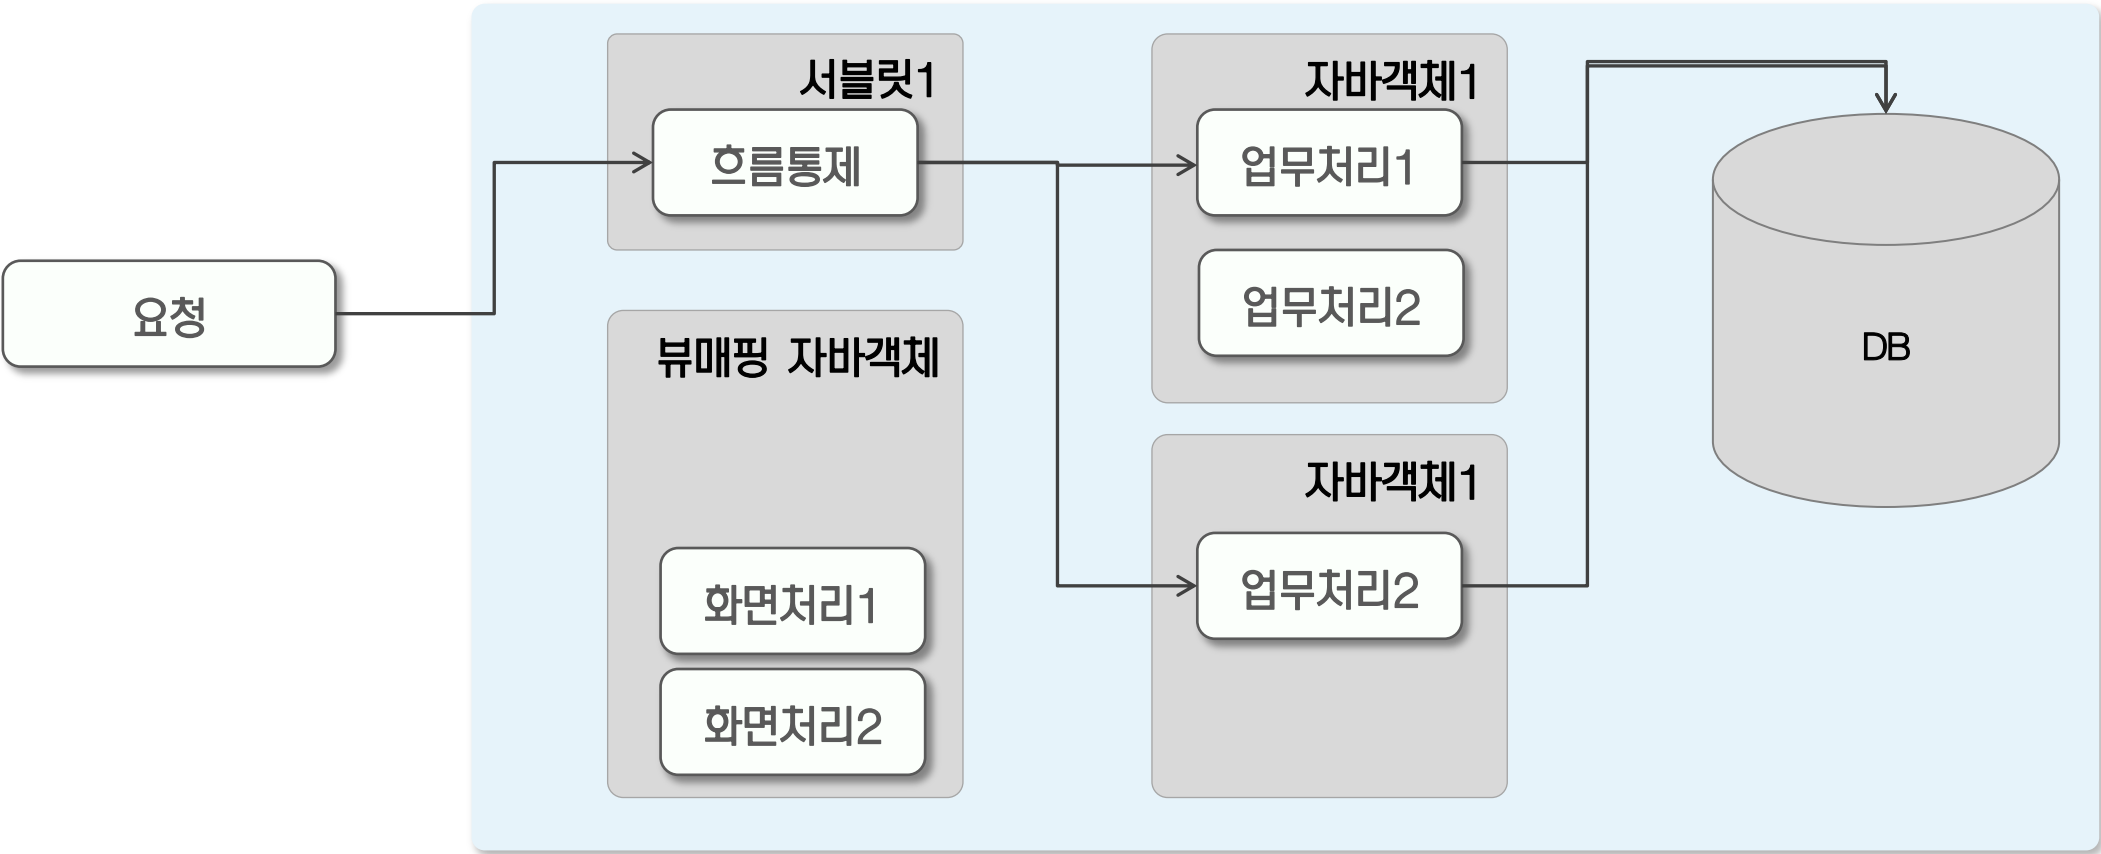 요청
서블릿1
흐름통제
뷰매핑 자바객체
화면처리1
화면처리2
자바객체1
업무처리1
업무처리2
자바객체1
업무처리2
DB